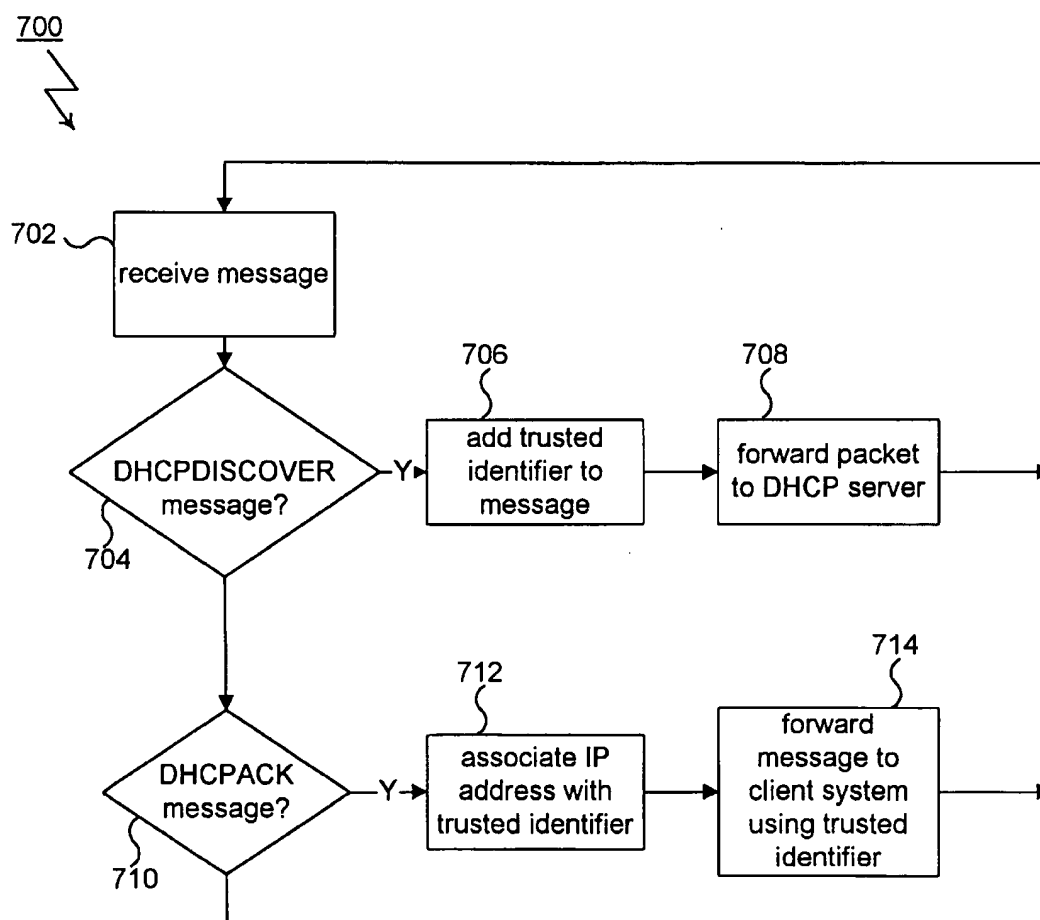 700
702
receive message
706
708
DHCPDISCOVER
message?
Y
add trusted
identifier to
message
forward packet
to DHCP server
704
712
714
DHCPACK
message?
Y
associate IP
address with
trusted identifier
forward
message to
client system
using trusted
identifier
710